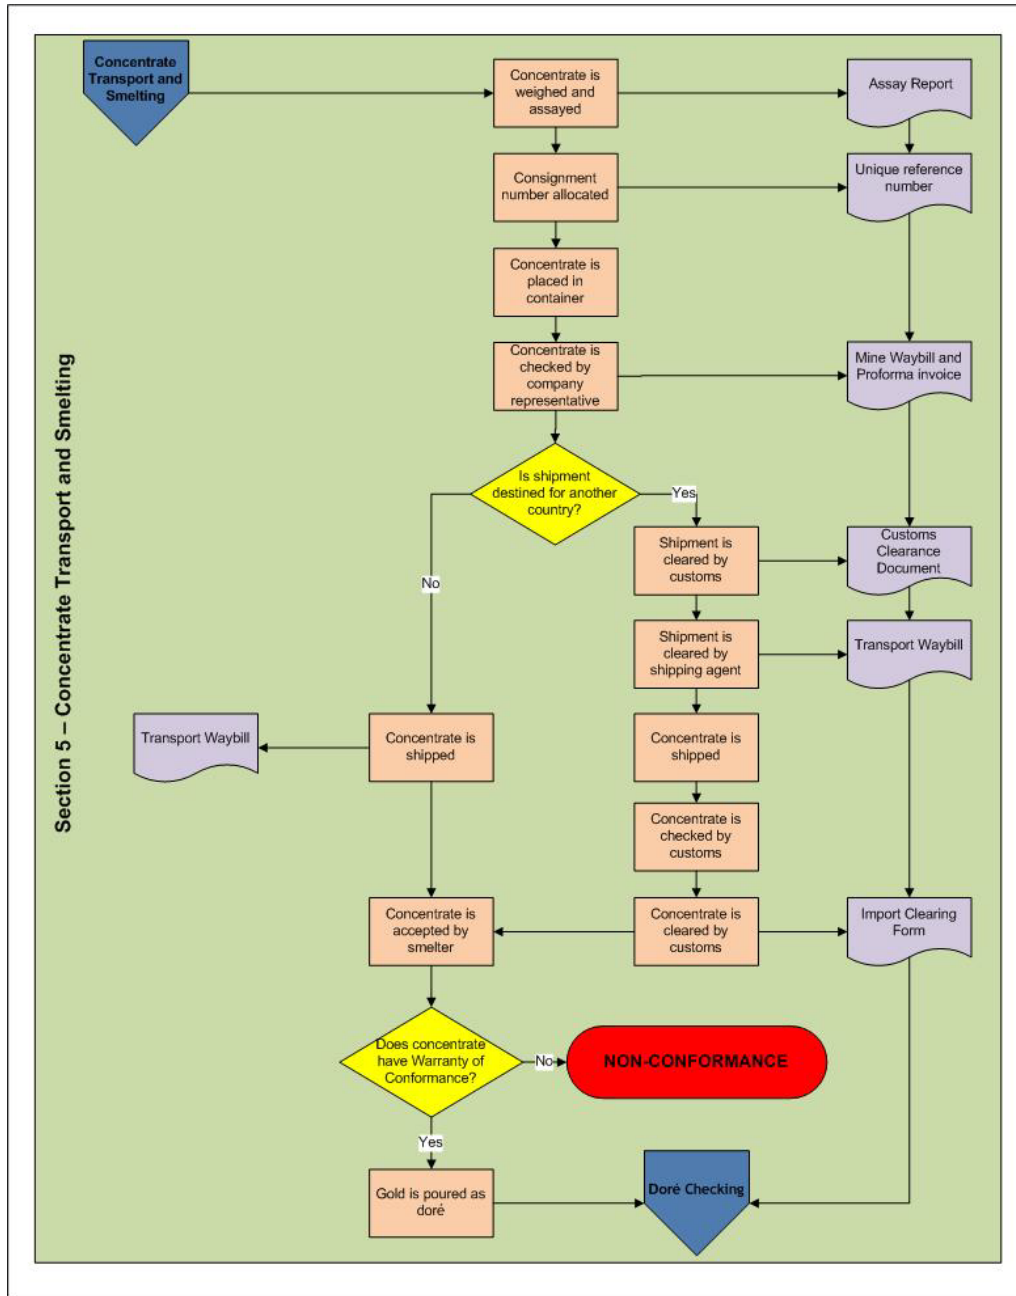 Section 5 – Concentrate Transport and Smelting
Concentrate
Transport and
Smelting
Concentrate is
weighed and
assayed
Assay Report
Consignment
number allocated
Unique reference
number
Concentrate is
placed in
container
Concentrate is
checked by
company
representative
Mine Waybill and
Proforma invoice
Is shipment
destined for another
country?
Yes
No
Shipment is
cleared by
customs
Customs
Clearance
Document
Shipment is
cleared by
shipping agent
Transport Waybill
Transport Waybill
Concentrate is
shipped
Concentrate is
shipped
Concentrate is
checked by
customs
Concentrate is
accepted by
smelter
Concentrate is
cleared by
customs
Import Clearing
Form
Does concentrate
have Warranty of
Conformance?
No
NON-CONFORMANCE
Yes
Gold is poured as
doré
Doré Checking